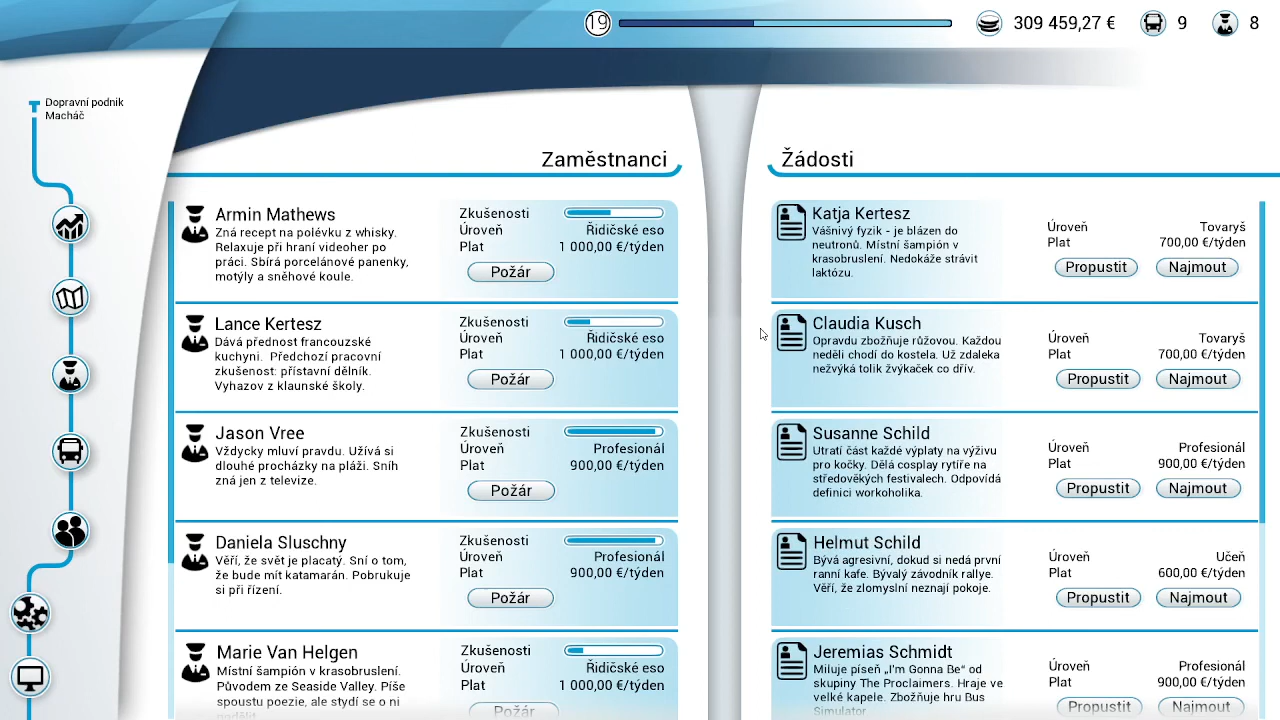 19
309 459,27 €
9
8
Dopravní podnik
Macháč
Zaměstnanci
Armin Mathews
Zná recept na polévku z whisky.
Relaxuje při hraní videoher po
práci. Sbírá porcelánové panenky,
motýly a sněhové koule.
Zkušenosti
Úroveň Řidičské eso
Plat 1 000,00 €/týden
Požár
Lance Kertesz
Dává přednost francouzské
kuchyni. Předchozí pracovní
zkušenost: přístavní dělník.
Vyhazov z klaunské školy.
Zkušenosti
Úroveň Řidičské eso
Plat 1 000,00 €/týden
Požár
Jason Vree
Vždycky mluví pravdu. Užívá si
dlouhé procházky na pláži. Sníh
zná jen z televize.
Zkušenosti
Úroveň Profesionál
Plat 900,00 €/týden
Požár
Daniela Sluschny
Věří, že svět je placatý. Sní o tom,
že bude mít katamarán. Pobrukuje
si při řízení.
Zkušenosti
Úroveň Profesionál
Plat 900,00 €/týden
Požár
Marie Van Helgen
Místní šampión v krasobruslení.
Původem ze Seaside Valley. Píše
spoustu poezie, ale stydí se o ni
Zkušenosti
Úroveň Řidičské eso
Plat 1 000,00 €/týden
Požár
Žádosti
Katja Kertesz
Vášnivý fyzik - je blázen do
neutronů. Místní šampión v
krasobruslení. Nedokáže strávit
laktózu.
Úroveň Tovaryš
Plat 700,00 €/týden
Propustit Najmout
Claudia Kusch
Opravdu zbožňuje růžovou. Každou
neděli chodí do kostela. Už zdaleka
nežvýká tolik žvýkaček co dřív.
Úroveň Tovaryš
Plat 700,00 €/týden
Propustit Najmout
Susanne Schild
Utratí část každé výplaty na výživu
pro kočky. Dělá cosplay rytíře na
středověkých festivalech. Odpovídá
definici workoholika.
Úroveň Profesionál
Plat 900,00 €/týden
Propustit Najmout
Helmut Schild
Bývá agresivní, dokud si nedá první
ranní kafe. Bývalý závodník rallye.
Věří, že zlomyslní neznají pokoje.
Úroveň Učeň
Plat 600,00 €/týden
Propustit Najmout
Jeremias Schmidt
Miluje píseň „I'm Gonna Be“ od
skupiny The Proclaimers. Hraje ve
velké kapele. Zbožňuje hru Bus
Simulator
Úroveň Profesionál
Plat 900,00 €/týden
Propustit Najmout